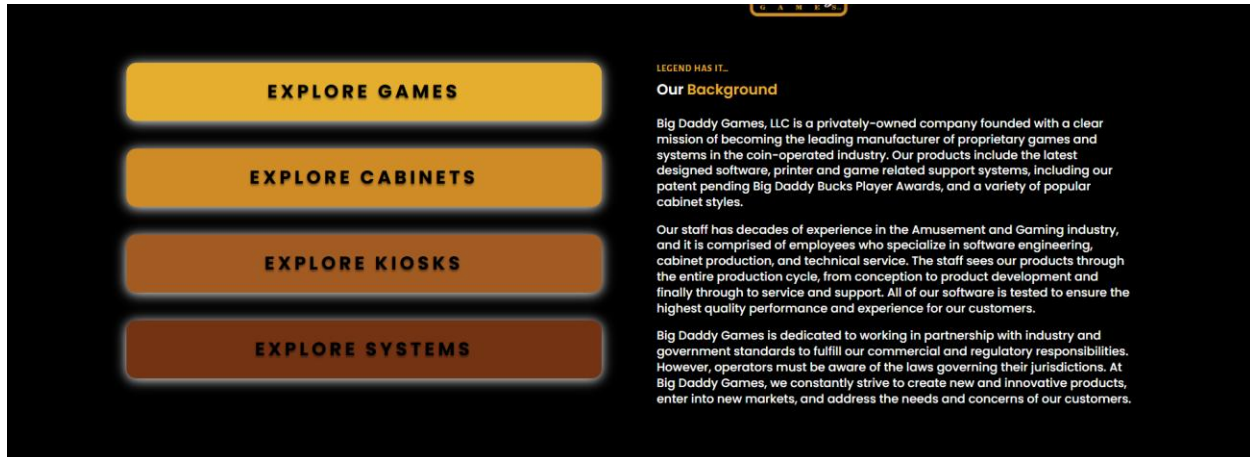 GAMES
EXPLORE GAMES
EXPLORE CABINETS
EXPLORE KIOSKS
EXPLORE SYSTEMS
LEGEND HAS IT...
Our Background
Big Daddy Games, LLC is a privately-owned company founded with a clear
mission of becoming the leading manufacturer of proprietary games and
systems in the coin-operated industry. Our products include the latest
designed software, printer and game related support systems, including our
patent pending Big Daddy Bucks Player Awards, and a variety of popular
cabinet styles.
Our staff has decades of experience in the Amusement and Gaming industry,
and it is comprised of employees who specialize in software engineering,
cabinet production, and technical service. The staff sees our products through
the entire production cycle, from conception to product development and
finally through to service and support. All of our software is tested to ensure the
highest quality performance and experience for our customers.
Big Daddy Games is dedicated to working in partnership with industry and
government standards to fulfill our commercial and regulatory responsibilities.
However, operators must be aware of the laws governing their jurisdictions. At
Big Daddy Games, we constantly strive to create new and innovative products,
enter into new markets, and address the needs and concerns of our customers.